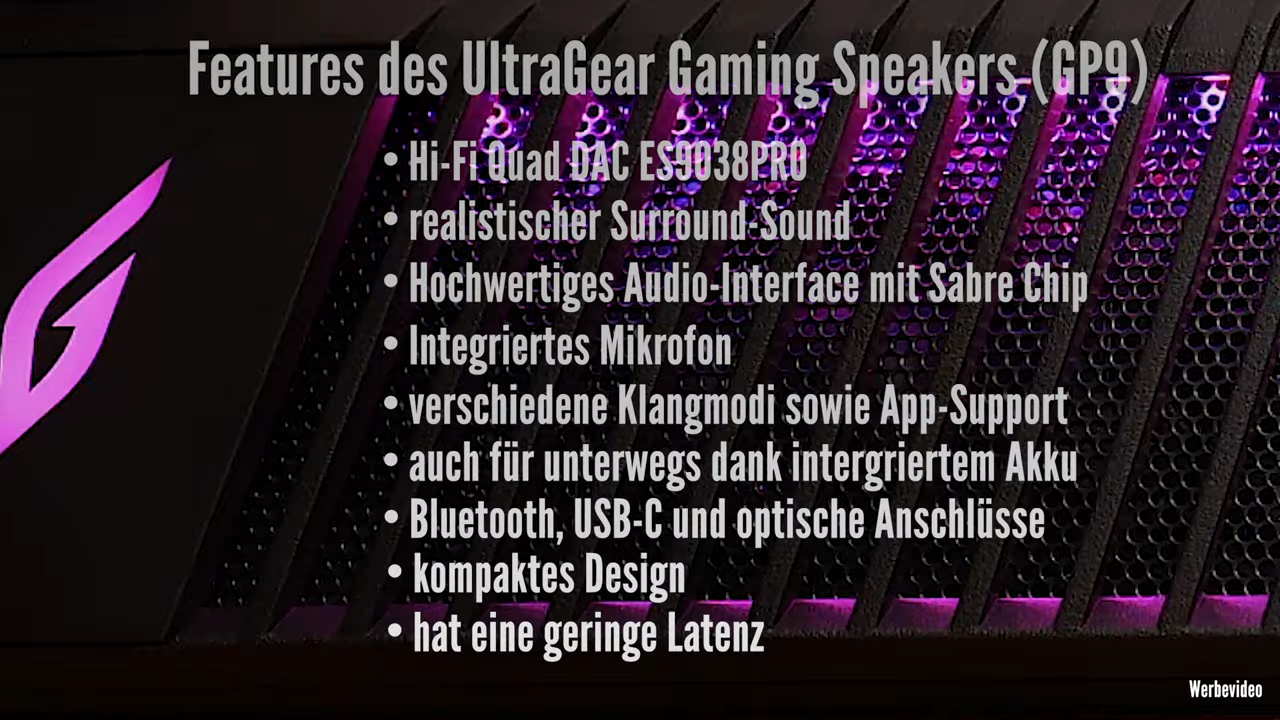 Features des UltraGear Gaming Speakers (GP9)
• Hi-Fi Quad DAC ES9038PRO
• realistischer Surround-Sound
• Hochwertiges Audio-Interface mit Sabre Chip
• Integriertes Mikrofon
• verschiedene Klangmodi sowie App-Support
• auch für unterwegs dank intergriertem Akku
• Bluetooth, USB-C und optische Anschlüsse
• kompaktes Design
• hat eine geringe Latenz
Werbevideo